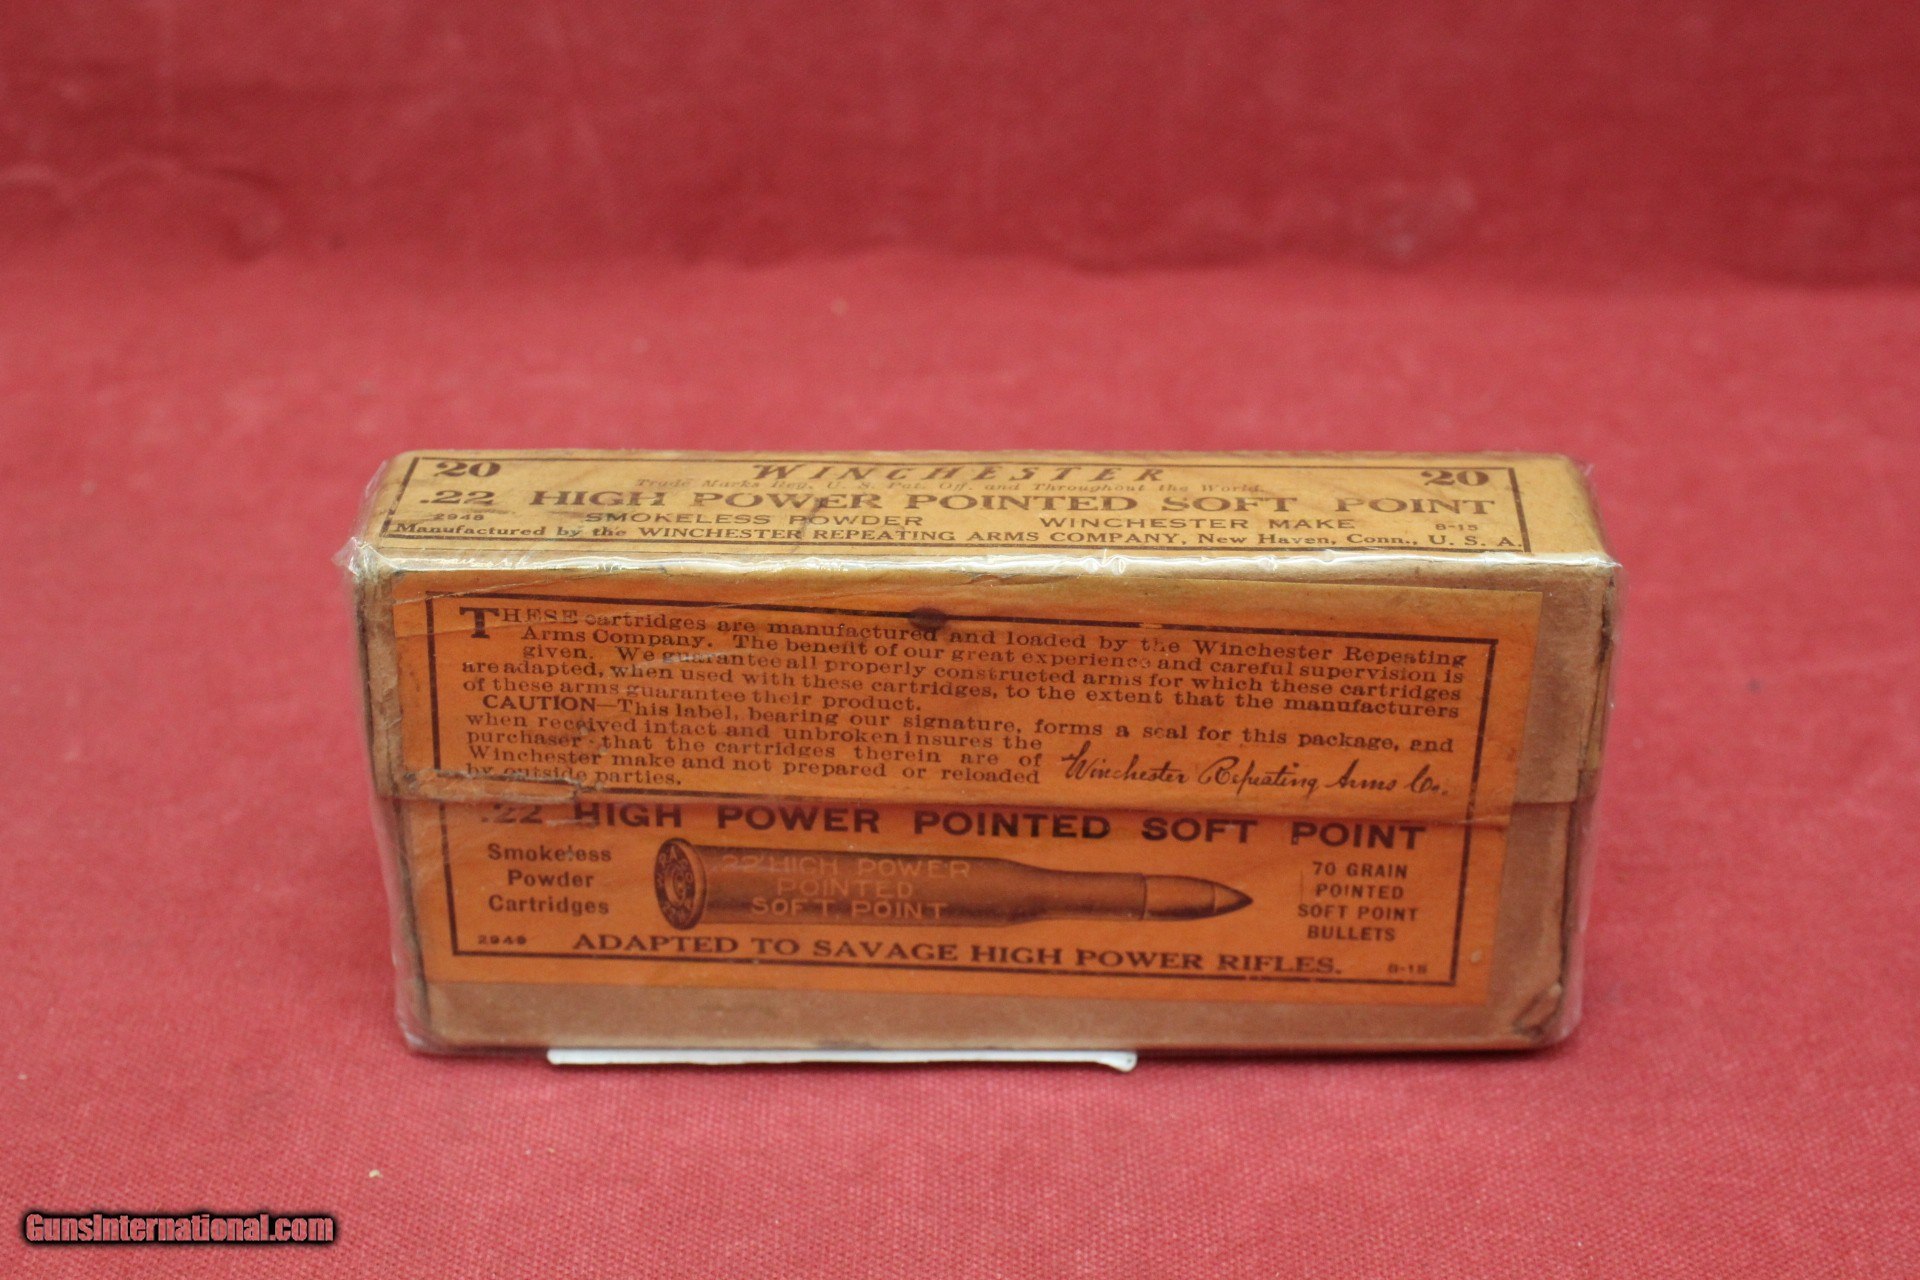 20 WINCHESTER 20
Trade Marks Reg. U. S. Pat. Off. and Throughout the World.
.22 HIGH POWER POINTED SOFT POINT
SMOKELESS POWDER WINCHESTER MAKE
2948 8-15
Manufactured by the WINCHESTER REPEATING ARMS COMPANY, New Haven, Conn., U. S. A.
THESE cartridges are manufactured and loaded by the Winchester Repeating
Arms Company. The benefit of our great experience and careful supervision is
given. We guarantee all properly constructed arms for which these cartridges
are adapted, when used with these cartridges, to the extent that the manufacturers
of these arms guarantee their product.
CAUTION—This label, bearing our signature, forms a seal for this package, and
when received intact and unbroken insures the
purchaser that the cartridges therein are of
Winchester make and not prepared or reloaded
by outside parties.
Winchester Repeating Arms Co.
.22 HIGH POWER POINTED SOFT POINT
Smokeless
Powder
Cartridges
.22 HIGH POWER
POINTED
SOFT POINT
70 GRAIN
POINTED
SOFT POINT
BULLETS
2948 8-15
ADAPTED TO SAVAGE HIGH POWER RIFLES.
GunsInternational.com